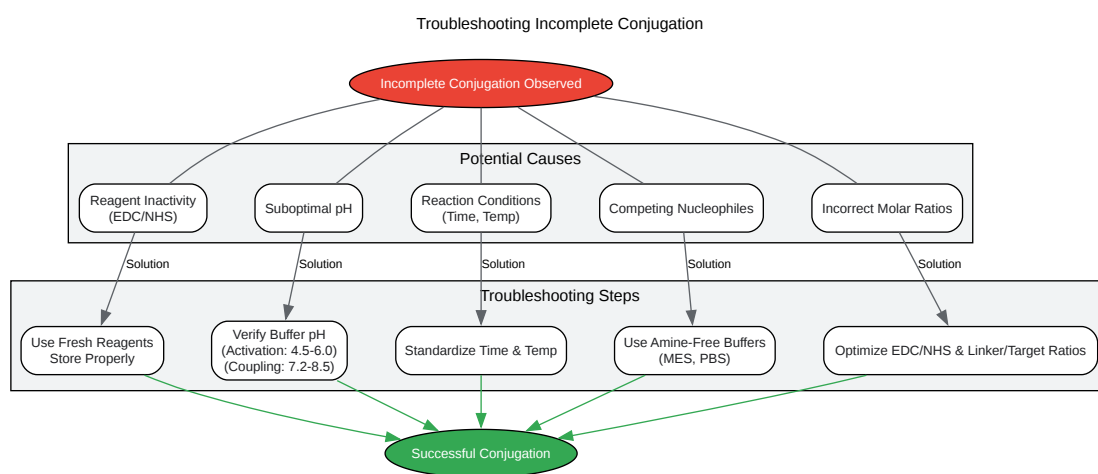 Troubleshooting Incomplete Conjugation
Incomplete Conjugation Observed
Potential Causes
Reagent Inactivity
(EDC/NHS)
Suboptimal pH
Reaction Conditions
(Time, Temp)
Competing Nucleophiles
Incorrect Molar Ratios
Solution
Solution
Solution
Solution
Solution
Troubleshooting Steps
Use Fresh Reagents
Store Properly
Verify Buffer pH
(Activation: 4.5-6.0)
(Coupling: 7.2-8.5)
Standardize Time & Temp
Use Amine-Free Buffers
(MES, PBS)
Optimize EDC/NHS & Linker/Target Ratios
Successful Conjugation